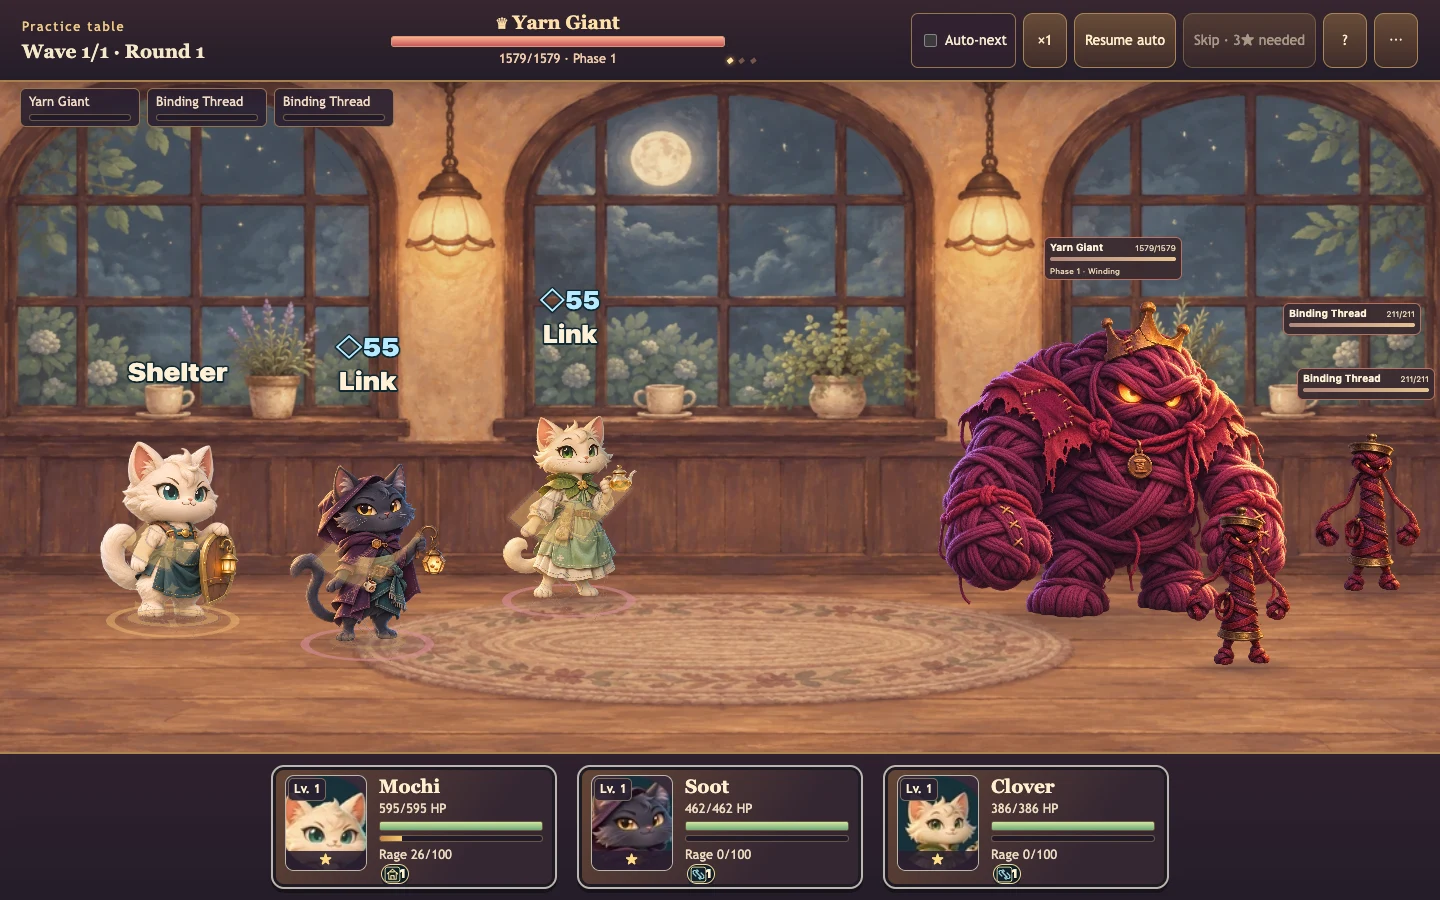 Practice table
Wave 1/1 · Round 1
Yarn Giant
1579/1579 · Phase 1
Auto-next
×1
Resume auto
Skip · 3★ needed
?
...
Yarn Giant
Binding Thread
Binding Thread
Yarn Giant 1579/1579
Phase 1 · Winding
Binding Thread 211/211
Binding Thread 211/211
55
Link
55
Link
Shelter
Lv. 1
Mochi
595/595 HP
Rage 26/100
1
Lv. 1
Soot
462/462 HP
Rage 0/100
1
Lv. 1
Clover
386/386 HP
Rage 0/100
1